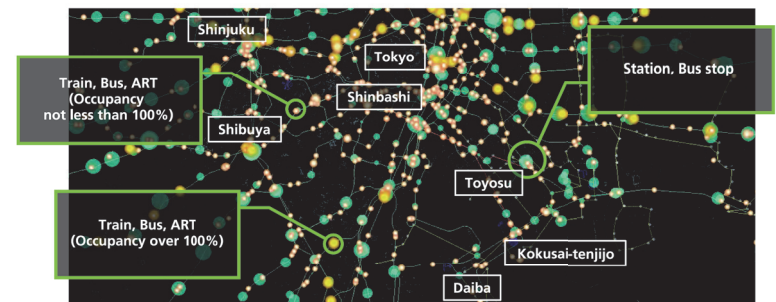 Shinjuku
Tokyo
Station, Bus stop
Train, Bus, ART
(Occupancy
not less than 100%)
Shinbashi
Shibuya
Toyosu
Train, Bus, ART
(Occupancy over 100%)
Kokusai-tenjijo
Daiba